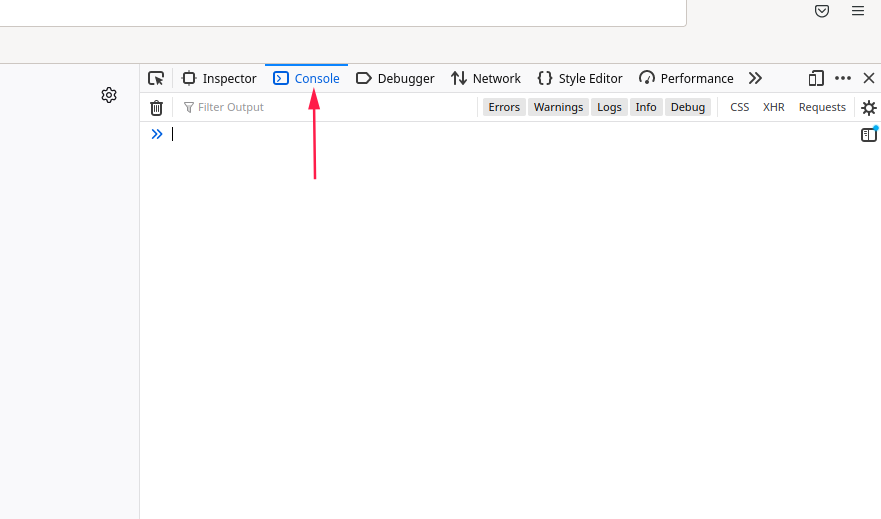 Inspector Console Debugger Network Style Editor Performance
Filter Output Errors Warnings Logs Info Debug CSS XHR Requests